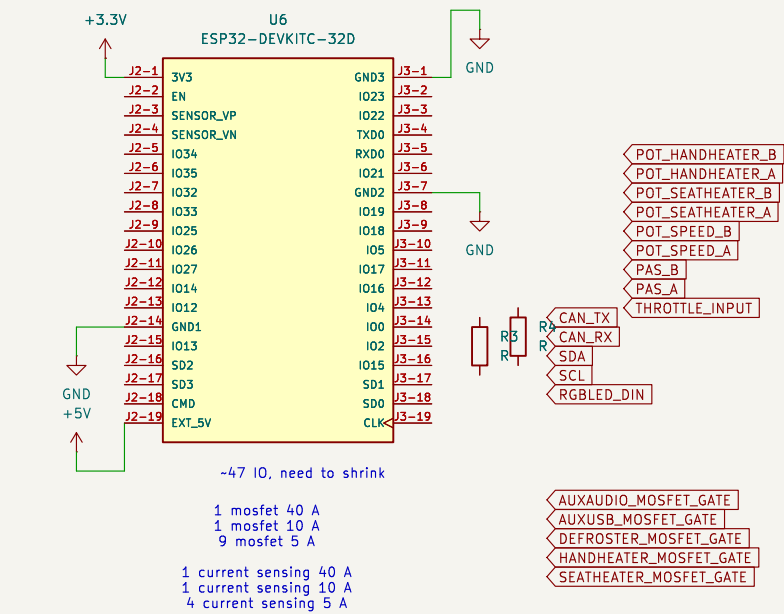 +3.3V
U6
ESP32-DEVKITC-32D
GND
J2-1 3V3 GND3 J3-1
J2-2 EN IO23 J3-2
J2-3 SENSOR_VP IO22 J3-3
J2-4 SENSOR_VN TXD0 J3-4
J2-5 IO34 RXD0 J3-5
J2-6 IO35 IO21 J3-6
J2-7 IO32 GND2 J3-7
J2-8 IO33 IO19 J3-8
J2-9 IO25 IO18 J3-9
J2-10 IO26 IO5 J3-10
J2-11 IO27 IO17 J3-11
J2-12 IO14 IO16 J3-12
J2-13 IO12 IO4 J3-13
J2-14 GND1 IO0 J3-14
J2-15 IO13 IO2 J3-15
J2-16 SD2 IO15 J3-16
J2-17 SD3 SD1 J3-17
J2-18 CMD SD0 J3-18
J2-19 EXT_5V CLK J3-19
GND
GND
+5V
R3
R
R4
R
POT_HANDHEATER_B
POT_HANDHEATER_A
POT_SEATHEATER_B
POT_SEATHEATER_A
POT_SPEED_B
POT_SPEED_A
PAS_B
PAS_A
THROTTLE_INPUT
CAN_TX
CAN_RX
SDA
SCL
RGBLED_DIN
~47 IO, need to shrink
1 mosfet 40 A
1 mosfet 10 A
9 mosfet 5 A
1 current sensing 40 A
1 current sensing 10 A
4 current sensing 5 A
AUXAUDIO_MOSFET_GATE
AUXUSB_MOSFET_GATE
DEFROSTER_MOSFET_GATE
HANDHEATER_MOSFET_GATE
SEATHEATER_MOSFET_GATE